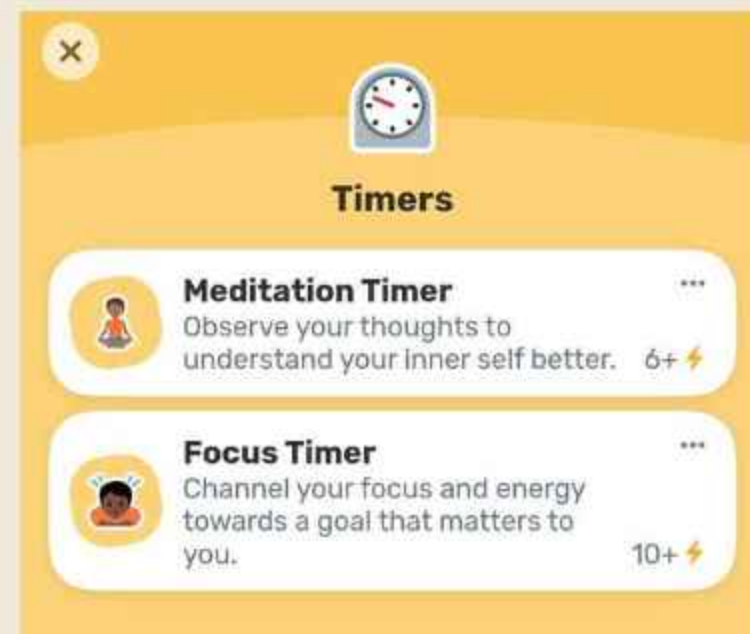 Timers
Meditation Timer
Observe your thoughts to
understand your inner self better.
6+
Focus Timer
Channel your focus and energy
towards a goal that matters to
you.
10+